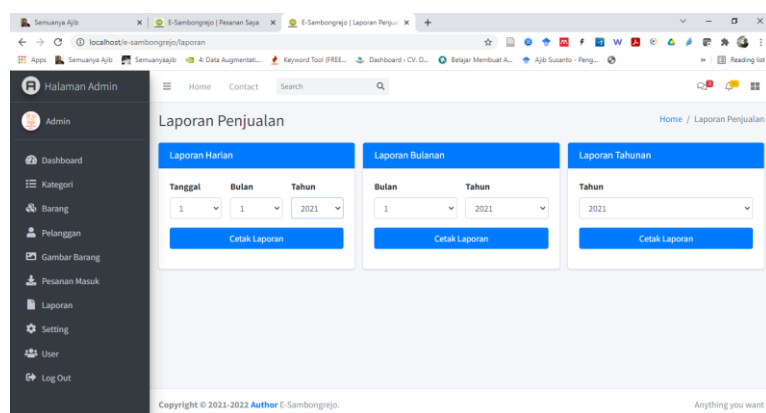 Semuanya Ajib
E-Sambongrejo | Pesanan Saya
E-Sambongrejo | Laporan Penjua
localhost/e-sambongrejo/laporan
Apps
Semuanya Ajib
Semuanyaajib
4: Data Augmentati...
Keyword Tool (FREE...
Dashboard ‹ CV. D...
Belajar Membuat A...
Ajib Susanto - Peng...
Reading list
Halaman Admin
Home Contact Search
Admin
Laporan Penjualan
Home / Laporan Penjualan
Dashboard
Kategori
Barang
Pelanggan
Gambar Barang
Pesanan Masuk
Laporan
Setting
User
Log Out
Laporan Harian
Tanggal Bulan Tahun
1 1 2021
Cetak Laporan
Laporan Bulanan
Bulan Tahun
1 2021
Cetak Laporan
Laporan Tahunan
Tahun
2021
Cetak Laporan
Copyright © 2021-2022 Author E-Sambongrejo.
Anything you want